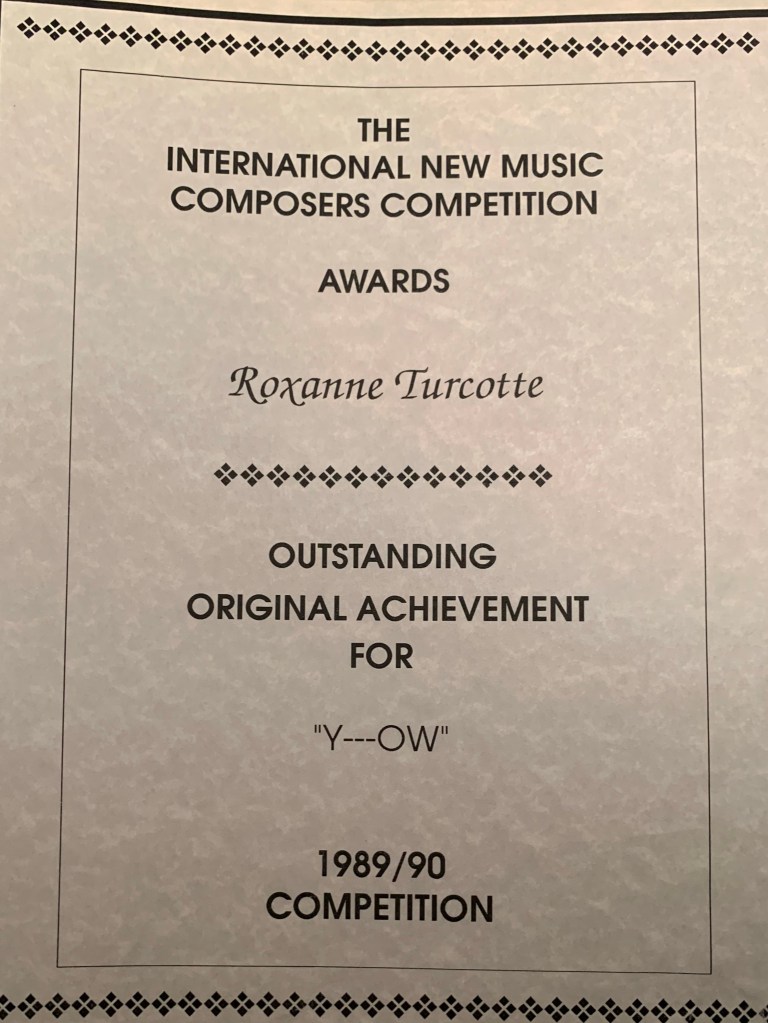 THE
INTERNATIONAL NEW MUSIC
COMPOSERS COMPETITION
AWARDS
Roxanne Turcotte
OUTSTANDING
ORIGINAL ACHIEVEMENT
FOR
"Y---OW"
1989/90
COMPETITION